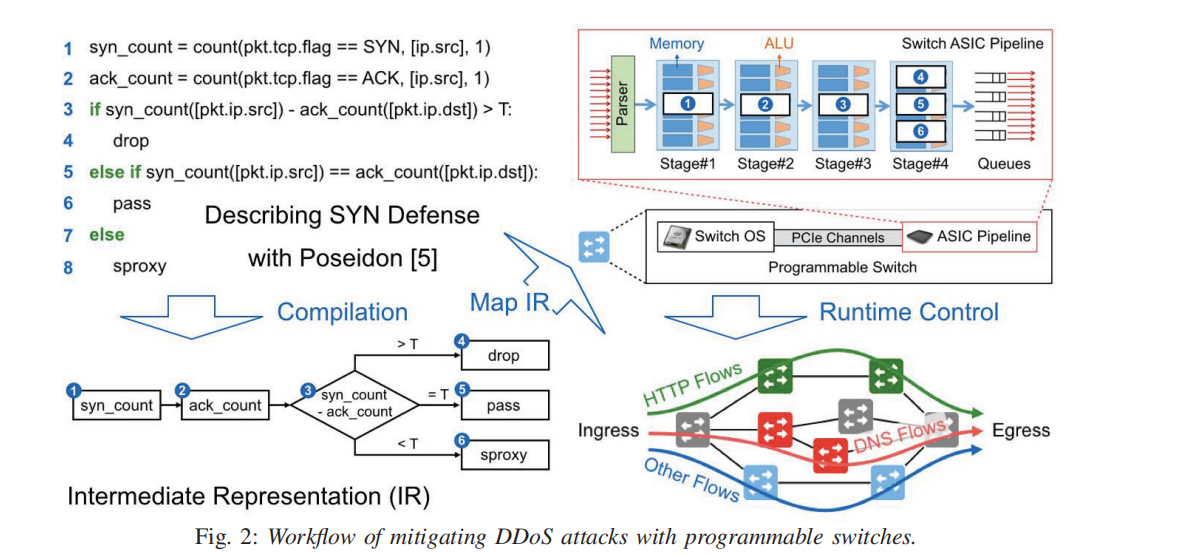 1 syn_count = count(pkt.tcp.flag == SYN, [ip.src], 1)
2 ack_count = count(pkt.tcp.flag == ACK, [ip.src], 1)
3 if syn_count([pkt.ip.src]) - ack_count([pkt.ip.dst]) > T:
4 drop
5 else if syn_count([pkt.ip.src]) == ack_count([pkt.ip.dst]):
6 pass
7 else
8 sproxy
Describing SYN Defense
with Poseidon [5]
Memory
ALU
Switch ASIC Pipeline
Parser
1
2
3
4
5
6
Stage#1
Stage#2
Stage#3
Stage#4
Queues
Switch OS
PCIe Channels
ASIC Pipeline
Programmable Switch
Compilation
Map IR
Runtime Control
1
syn_count
2
ack_count
3
syn_count
- ack_count
> T
4
drop
= T
5
pass
< T
6
sproxy
Intermediate Representation (IR)
HTTP Flows
Ingress
DNS Flows
Egress
Other Flows
Fig. 2: Workflow of mitigating DDoS attacks with programmable switches.